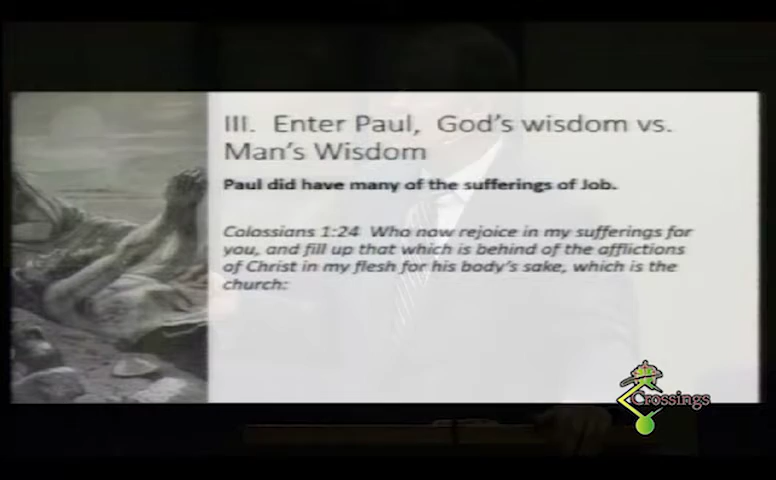 III. Enter Paul, God's wisdom vs.
Man's Wisdom
Paul did have many of the sufferings of Job.
Colossians 1:24 Who now rejoice in my sufferings for
you, and fill up that which is behind of the afflictions
of Christ in my flesh for his body's sake, which is the
church:
Crossings